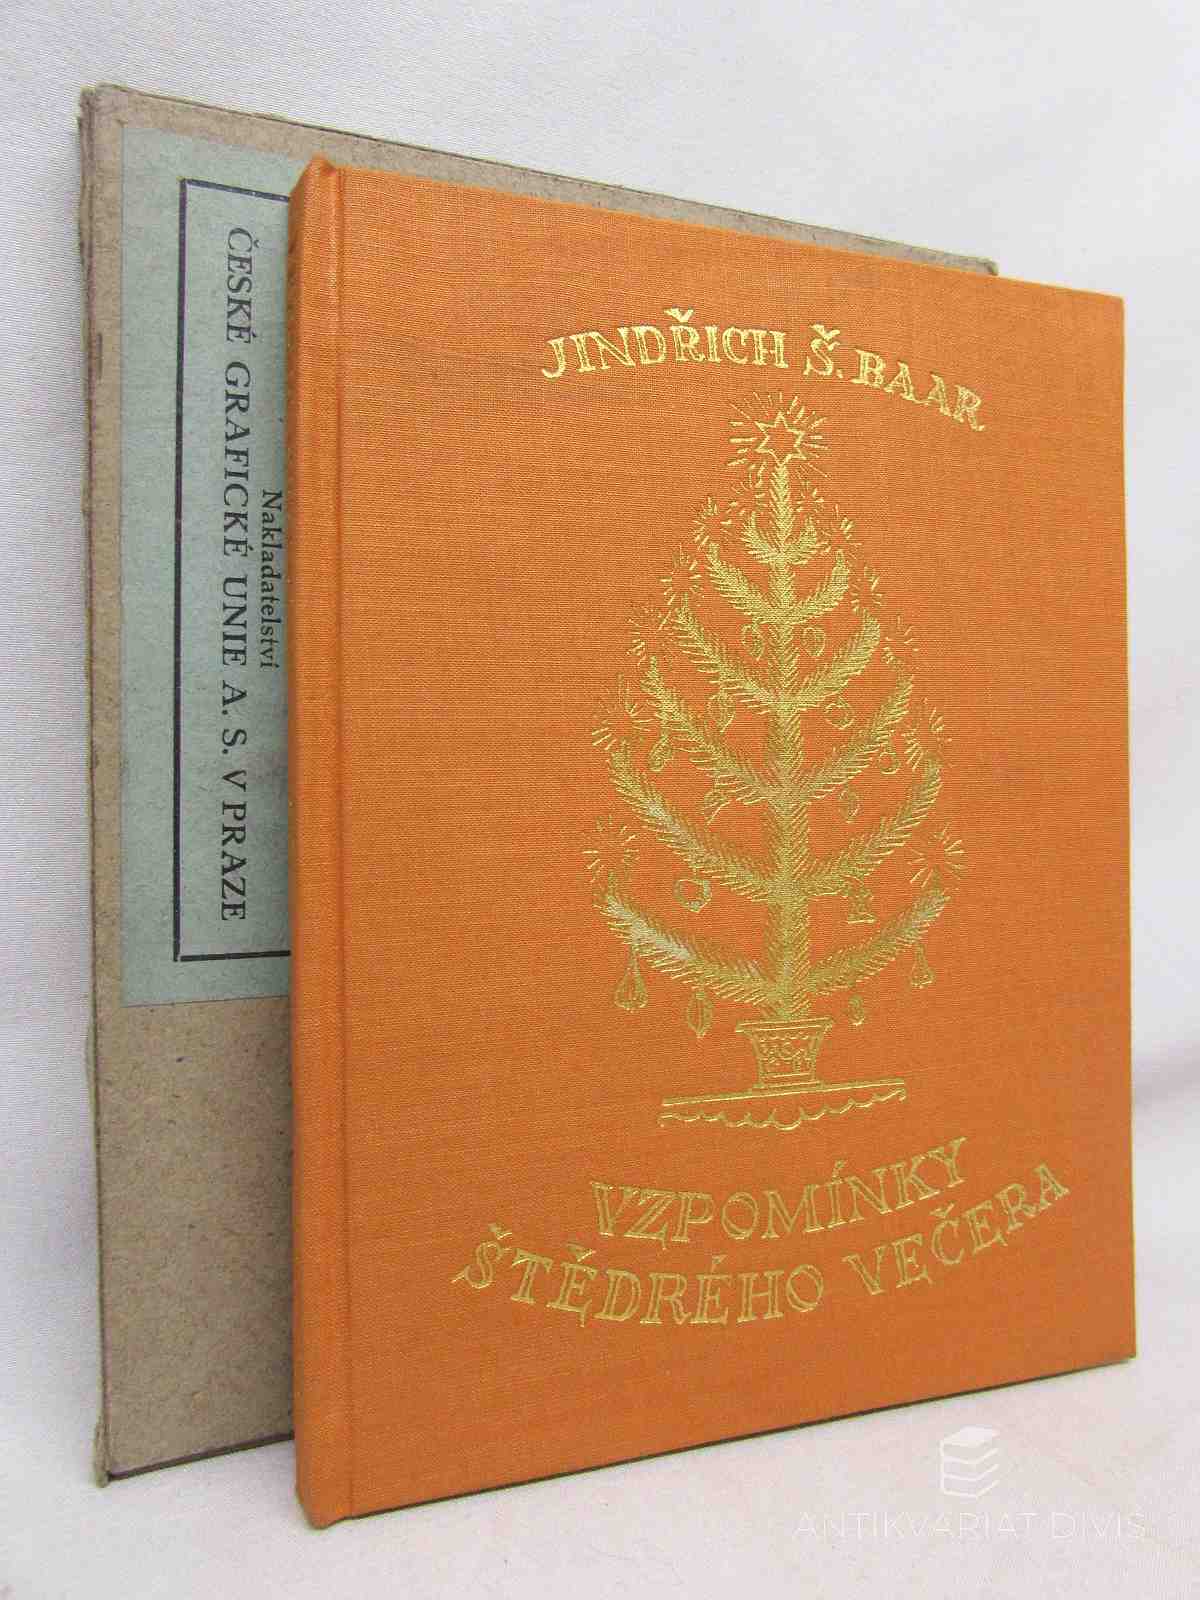 JINDŘICH Š. BAAR
VZPOMÍNKY
ŠTĚDRÉHO VEČERA
Nakladatelství
ČESKÉ GRAFICKÉ UNIE A. S. V PRAZE
ANTIKVARIAT DIVIS